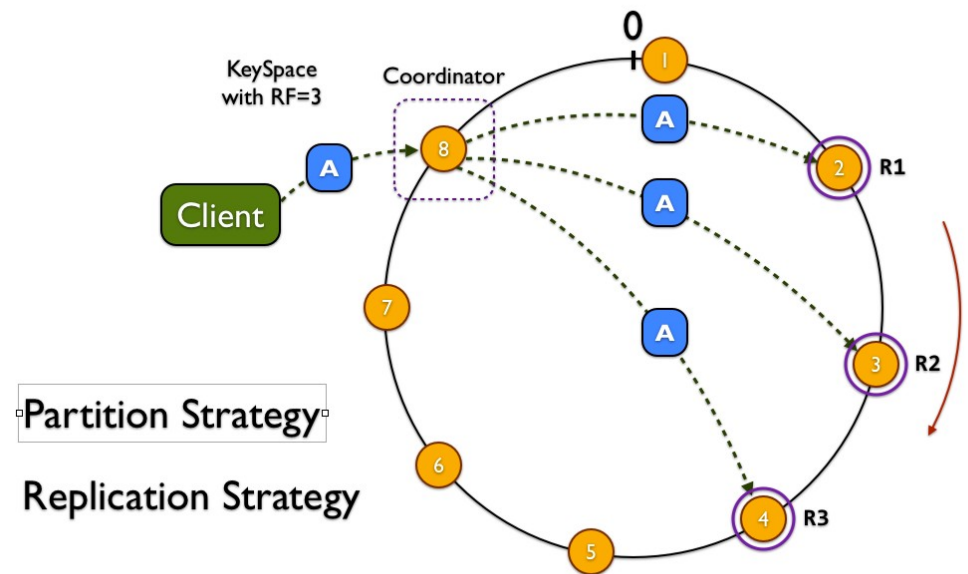 0
1
KeySpace
with RF=3
Coordinator
A
8
A
2
R1
A
Client
7
A
3
R2
Partition Strategy
6
Replication Strategy
4
R3
5